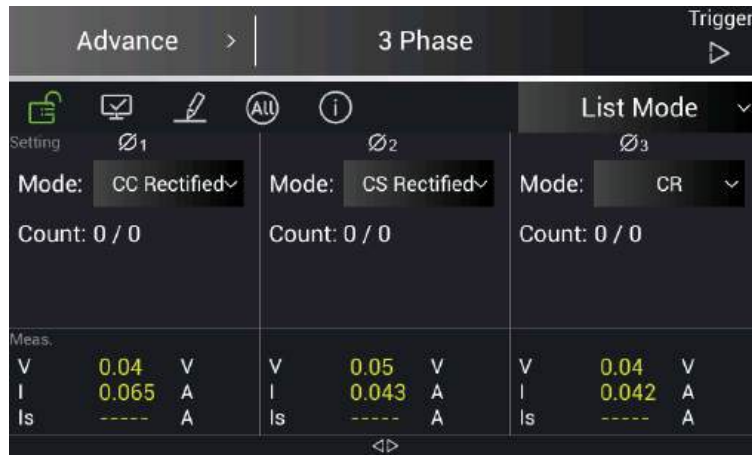 Advance > 3 Phase Trigger
All i List Mode
Setting Ø1 Ø2 Ø3
Mode: CC Rectified Mode: CS Rectified Mode: CR
Count: 0 / 0 Count: 0 / 0 Count: 0 / 0
Meas.
V 0.04 V V 0.05 V V 0.04 V
I 0.065 A I 0.043 A I 0.042 A
Is ----- A Is ----- A Is ----- A